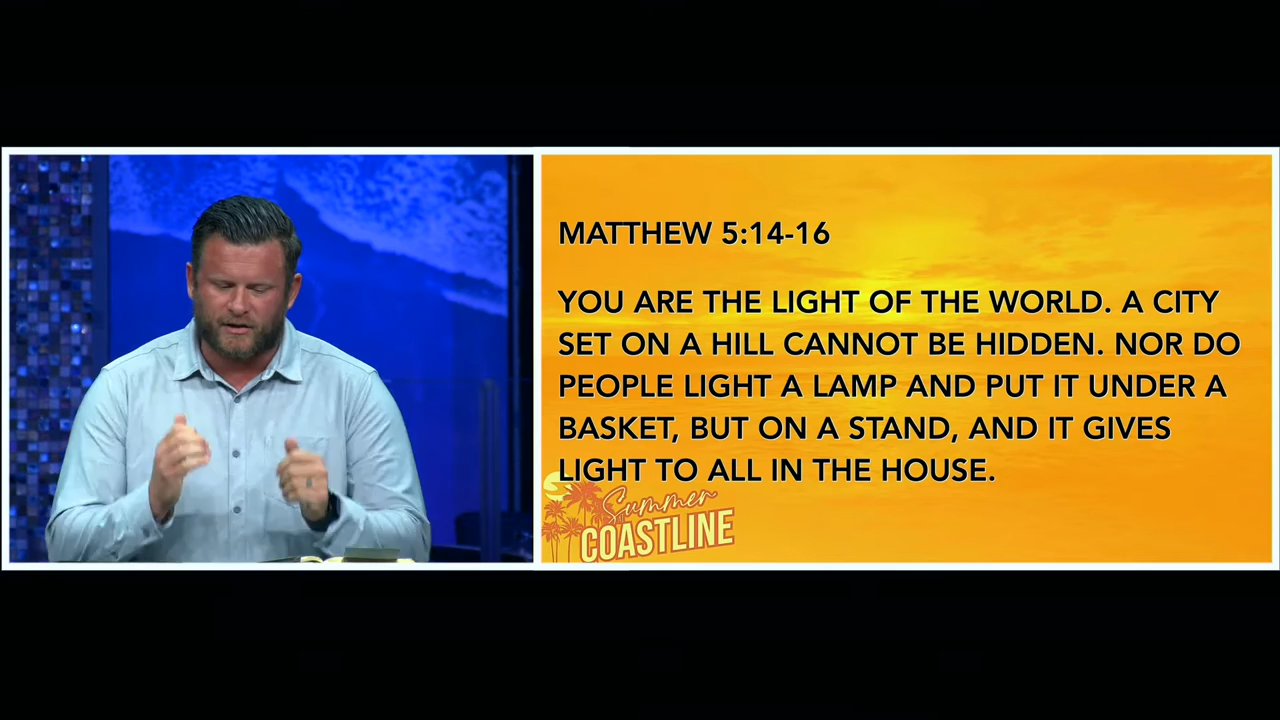 MATTHEW 5:14-16
YOU ARE THE LIGHT OF THE WORLD. A CITY
SET ON A HILL CANNOT BE HIDDEN. NOR DO
PEOPLE LIGHT A LAMP AND PUT IT UNDER A
BASKET, BUT ON A STAND, AND IT GIVES
LIGHT TO ALL IN THE HOUSE.
Summer
COASTLINE